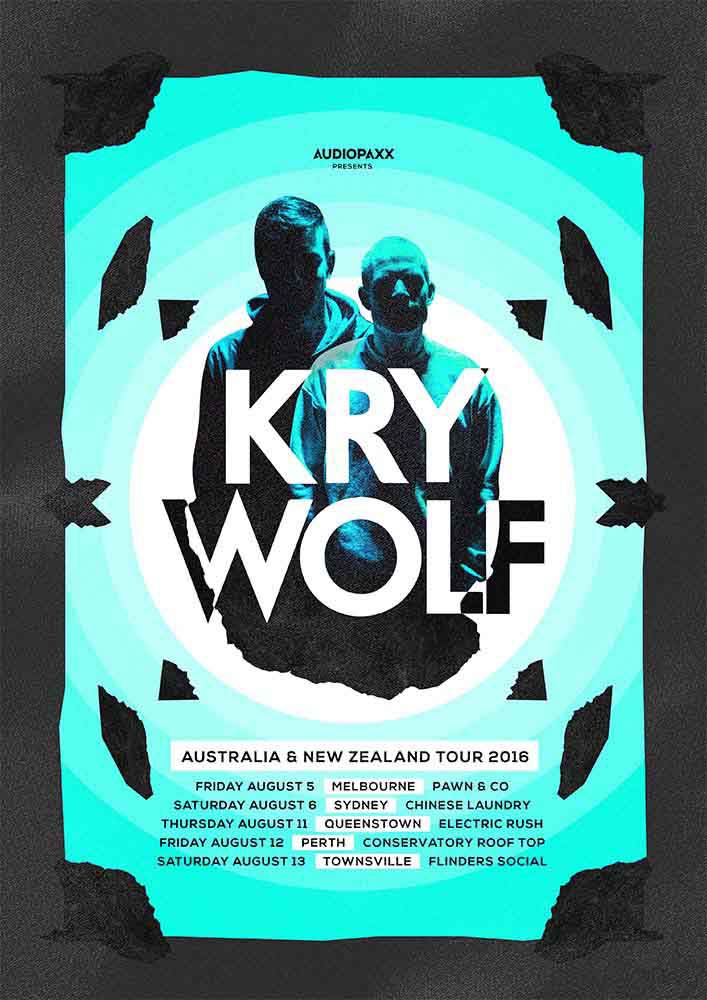 AUDIOPAXX
PRESENTS
KRY
WOLF
AUSTRALIA & NEW ZEALAND TOUR 2016
FRIDAY AUGUST 5 MELBOURNE PAWN & CO
SATURDAY AUGUST 6 SYDNEY CHINESE LAUNDRY
THURSDAY AUGUST 11 QUEENSTOWN ELECTRIC RUSH
FRIDAY AUGUST 12 PERTH CONSERVATORY ROOF TOP
SATURDAY AUGUST 13 TOWNSVILLE FLINDERS SOCIAL